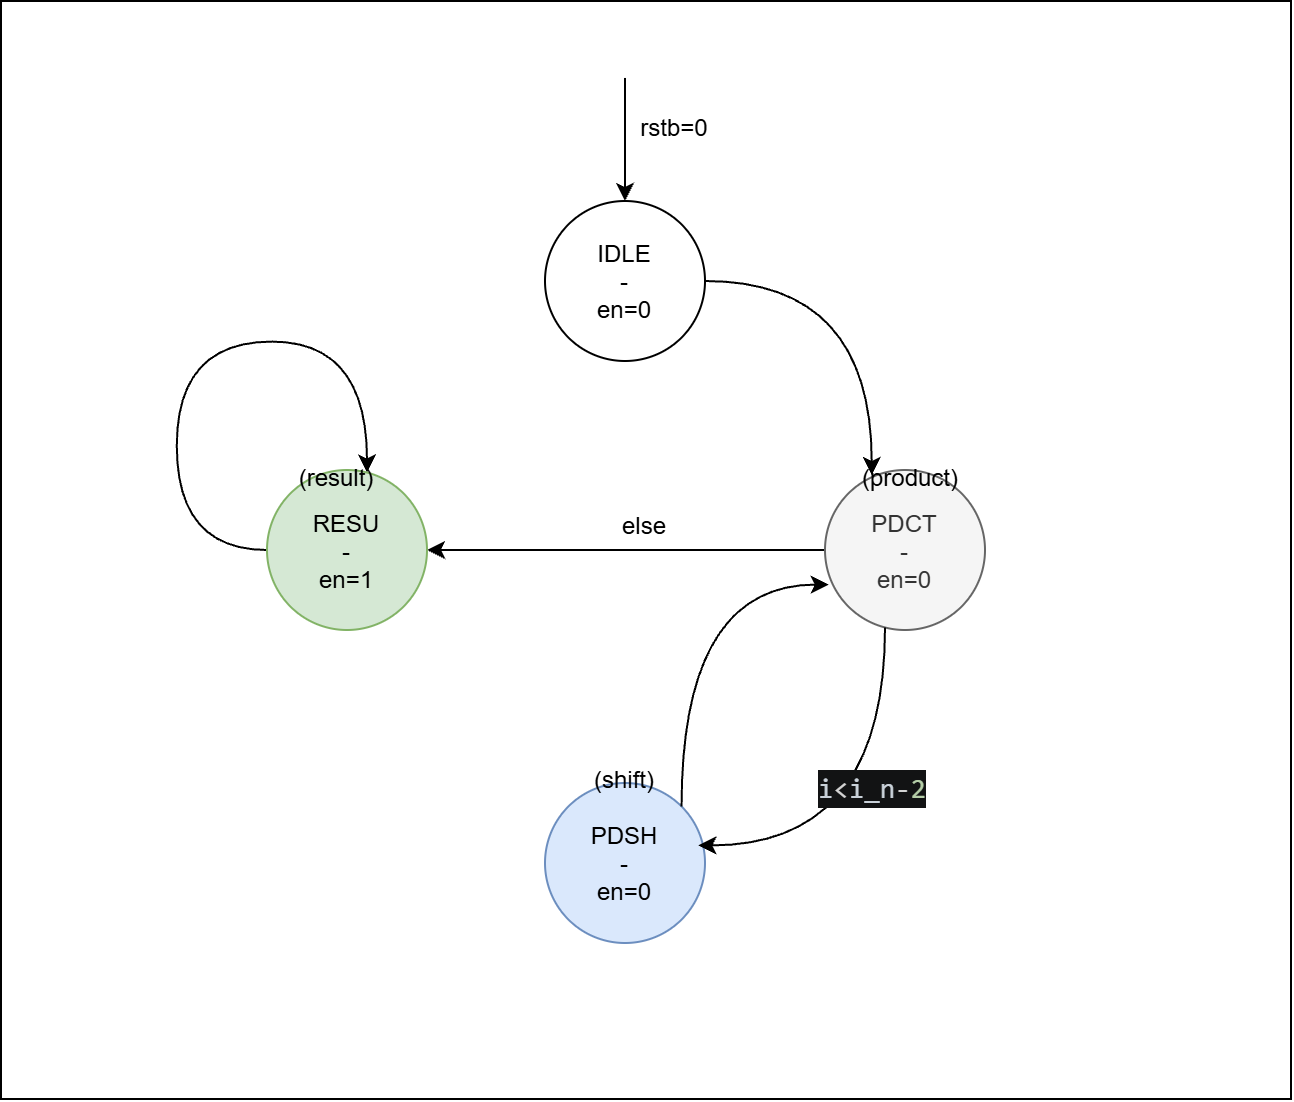 rstb=0
IDLE
-
en=0
(result)
RESU
-
en=1
else
(product)
PDCT
-
en=0
i<i_n-2
(shift)
PDSH
-
en=0